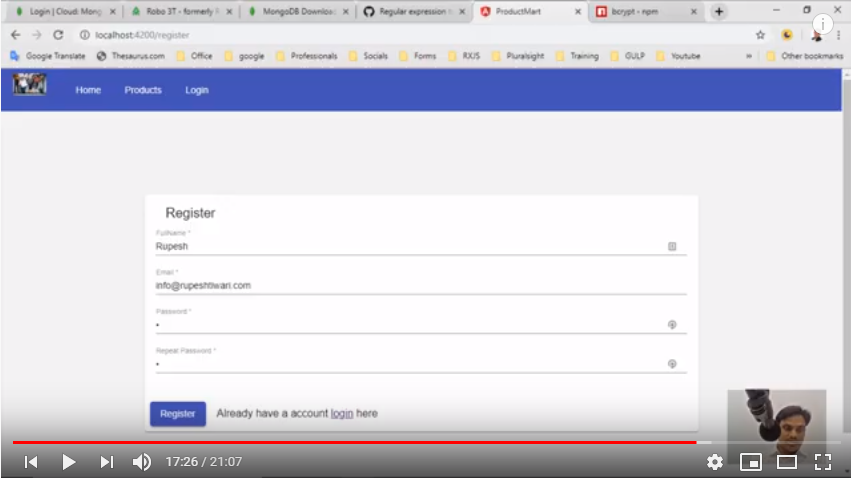 Login | Cloud: Mong
Robo 3T - formerly R
MongoDB Download
Regular expression t
ProductMart
bcrypt - npm
localhost:4200/register
Google Translate
Thesaurus.com
Office
google
Professionals
Socials
Forms
RXJS
Pluralsight
Training
GULP
Youtube
»
Other bookmarks
Home
Products
Login
Register
FullName *
Rupesh
Email *
info@rupeshtiwari.com
Password *
Repeat Password *
Register
Already have a account login here
17:26 / 21:07